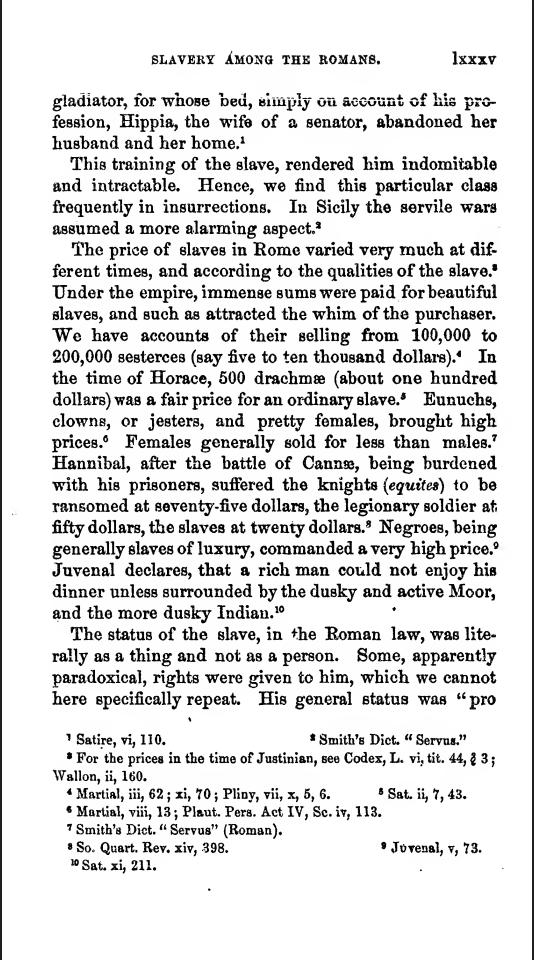 SLAVERY AMONG THE ROMANS. lxxxv
gladiator, for whose bed, simply on account of his pro-
fession, Hippia, the wife of a senator, abandoned her
husband and her home.¹
This training of the slave, rendered him indomitable
and intractable. Hence, we find this particular class
frequently in insurrections. In Sicily the servile wars
assumed a more alarming aspect.²
The price of slaves in Rome varied very much at dif-
ferent times, and according to the qualities of the slave.³
Under the empire, immense sums were paid for beautiful
slaves, and such as attracted the whim of the purchaser.
We have accounts of their selling from 100,000 to
200,000 sesterces (say five to ten thousand dollars).⁴ In
the time of Horace, 500 drachmæ (about one hundred
dollars) was a fair price for an ordinary slave.⁵ Eunuchs,
clowns, or jesters, and pretty females, brought high
prices.⁶ Females generally sold for less than males.⁷
Hannibal, after the battle of Cannæ, being burdened
with his prisoners, suffered the knights (equites) to be
ransomed at seventy-five dollars, the legionary soldier at
fifty dollars, the slaves at twenty dollars.⁸ Negroes, being
generally slaves of luxury, commanded a very high price.⁹
Juvenal declares, that a rich man could not enjoy his
dinner unless surrounded by the dusky and active Moor,
and the more dusky Indian.¹⁰
The status of the slave, in the Roman law, was lite-
rally as a thing and not as a person. Some, apparently
paradoxical, rights were given to him, which we cannot
here specifically repeat. His general status was "pro
¹ Satire, vi, 110. ² Smith's Dict. "Servus."
³ For the prices in the time of Justinian, see Codex, L. vi, tit. 44, § 3;
Wallon, ii, 160.
⁴ Martial, iii, 62; xi, 70; Pliny, vii, x, 5, 6. ⁵ Sat. ii, 7, 43.
⁶ Martial, viii, 13; Plaut. Pers. Act IV, Sc. iv, 113.
⁷ Smith's Dict. "Servus" (Roman).
⁸ So. Quart. Rev. xiv, 398. ⁹ Juvenal, v, 73.
¹⁰ Sat. xi, 211.